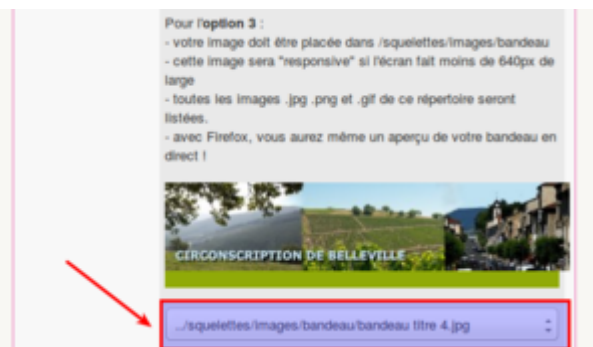 Pour l'option 3 :
- votre image doit être placée dans /squelettes/images/bandeau
- cette image sera "responsive" si l'écran fait moins de 640px de
large
- toutes les images .jpg .png et .gif de ce répertoire seront
listées.
- avec Firefox, vous aurez même un aperçu de votre bandeau en
direct !
CIRCONSCRIPTION DE BELLEVILLE
../squelettes/images/bandeau/bandeau titre 4.jpg